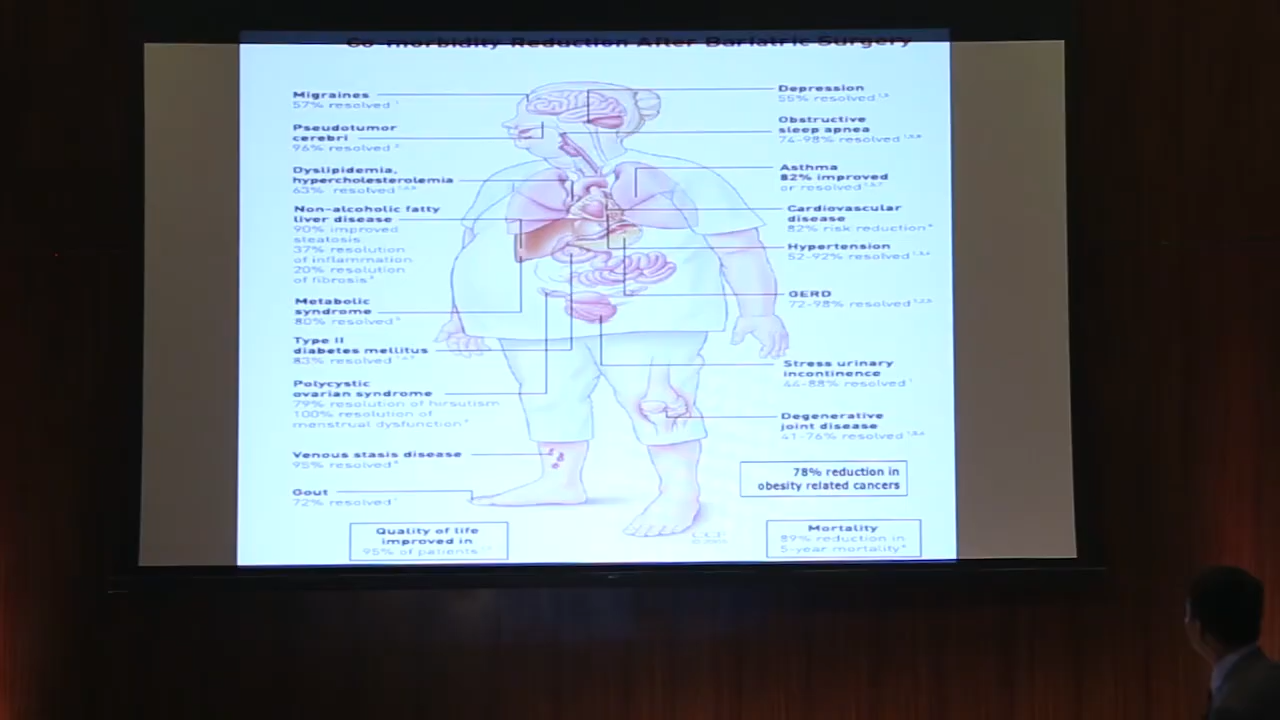 Co-morbidity Reduction After Bariatric Surgery
Migraines
57% resolved
Pseudotumor
cerebri
96% resolved
Dyslipidemia,
hypercholesterolemia
63% resolved
Non-alcoholic fatty
liver disease
90% improved
steatosis
37% resolution
of inflammation
20% resolution
of fibrosis
Metabolic
syndrome
80% resolved
Type II
diabetes mellitus
83% resolved
Polycystic
ovarian syndrome
79% resolution of hirsutism
100% resolution of
menstrual dysfunction
Venous stasis disease
95% resolved
Gout
72% resolved
Quality of life
improved in
95% of patients
Depression
55% resolved
Obstructive
sleep apnea
74-98% resolved
Asthma
82% improved
or resolved
Cardiovascular
disease
82% risk reduction
Hypertension
52-92% resolved
GERD
72-98% resolved
Stress urinary
incontinence
44-88% resolved
Degenerative
joint disease
41-76% resolved
78% reduction in
obesity related cancers
Mortality
89% reduction in
5-year mortality